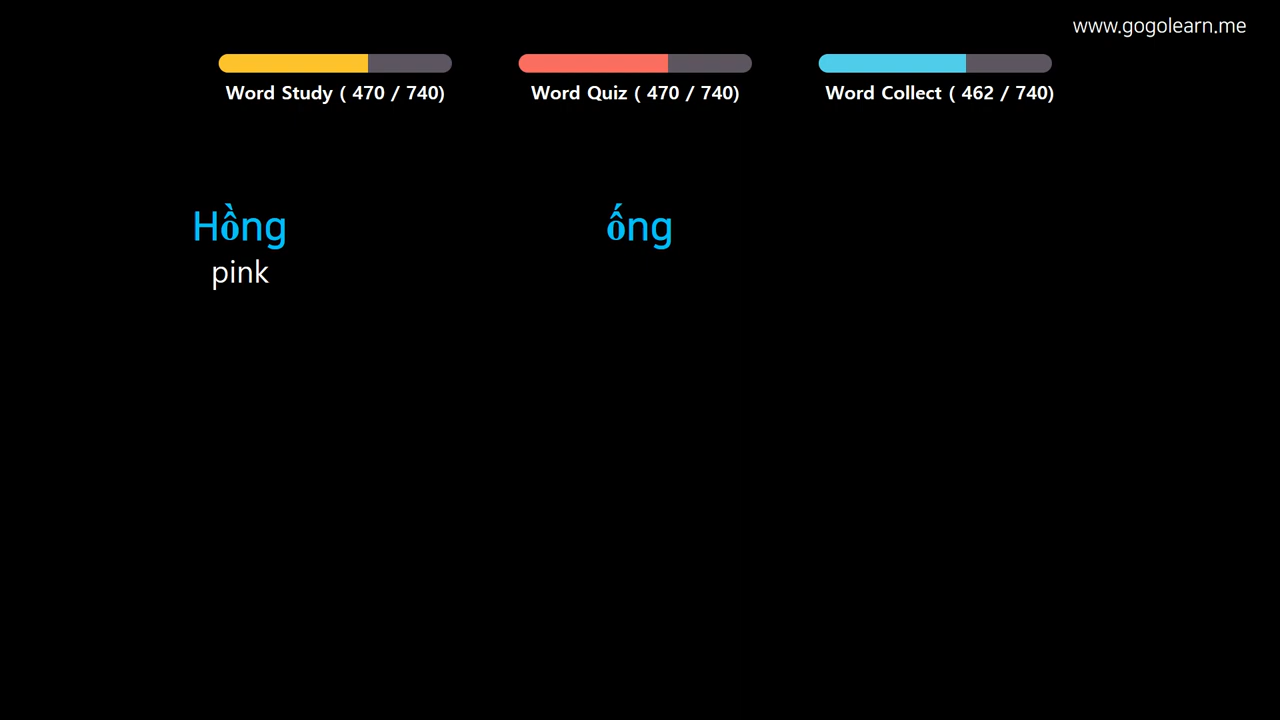 www.gogolearn.me
Word Study ( 470 / 740)
Word Quiz ( 470 / 740)
Word Collect ( 462 / 740)
Hồng
ống
pink